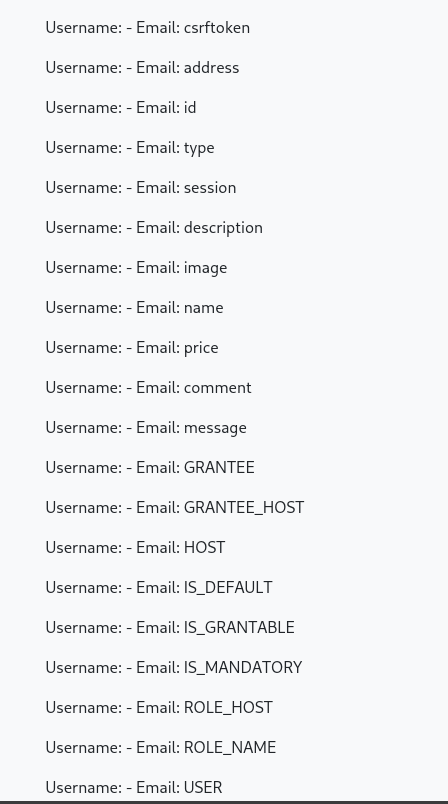 Username: - Email: csrftoken
Username: - Email: address
Username: - Email: id
Username: - Email: type
Username: - Email: session
Username: - Email: description
Username: - Email: image
Username: - Email: name
Username: - Email: price
Username: - Email: comment
Username: - Email: message
Username: - Email: GRANTEE
Username: - Email: GRANTEE_HOST
Username: - Email: HOST
Username: - Email: IS_DEFAULT
Username: - Email: IS_GRANTABLE
Username: - Email: IS_MANDATORY
Username: - Email: ROLE_HOST
Username: - Email: ROLE_NAME
Username: - Email: USER